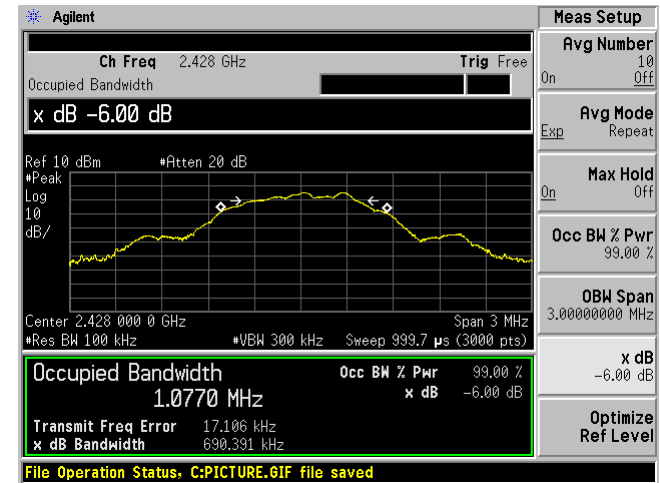 Agilent
Ch Freq 2.428 GHz Trig Free
Occupied Bandwidth
x dB -6.00 dB
Ref 10 dBm #Atten 20 dB
#Peak
Log
10
dB/
Center 2.428 000 0 GHz Span 3 MHz
#Res BW 100 kHz #VBW 300 kHz Sweep 999.7 µs (3000 pts)
Occupied Bandwidth Occ BW % Pwr 99.00 %
1.0770 MHz x dB -6.00 dB
Transmit Freq Error 17.106 kHz
x dB Bandwidth 690.391 kHz
File Operation Status, C:PICTURE.GIF file saved
Meas Setup
Avg Number
10
On Off
Avg Mode
Exp Repeat
Max Hold
On Off
Occ BW % Pwr
99.00 %
OBW Span
3.00000000 MHz
x dB
-6.00 dB
Optimize
Ref Level